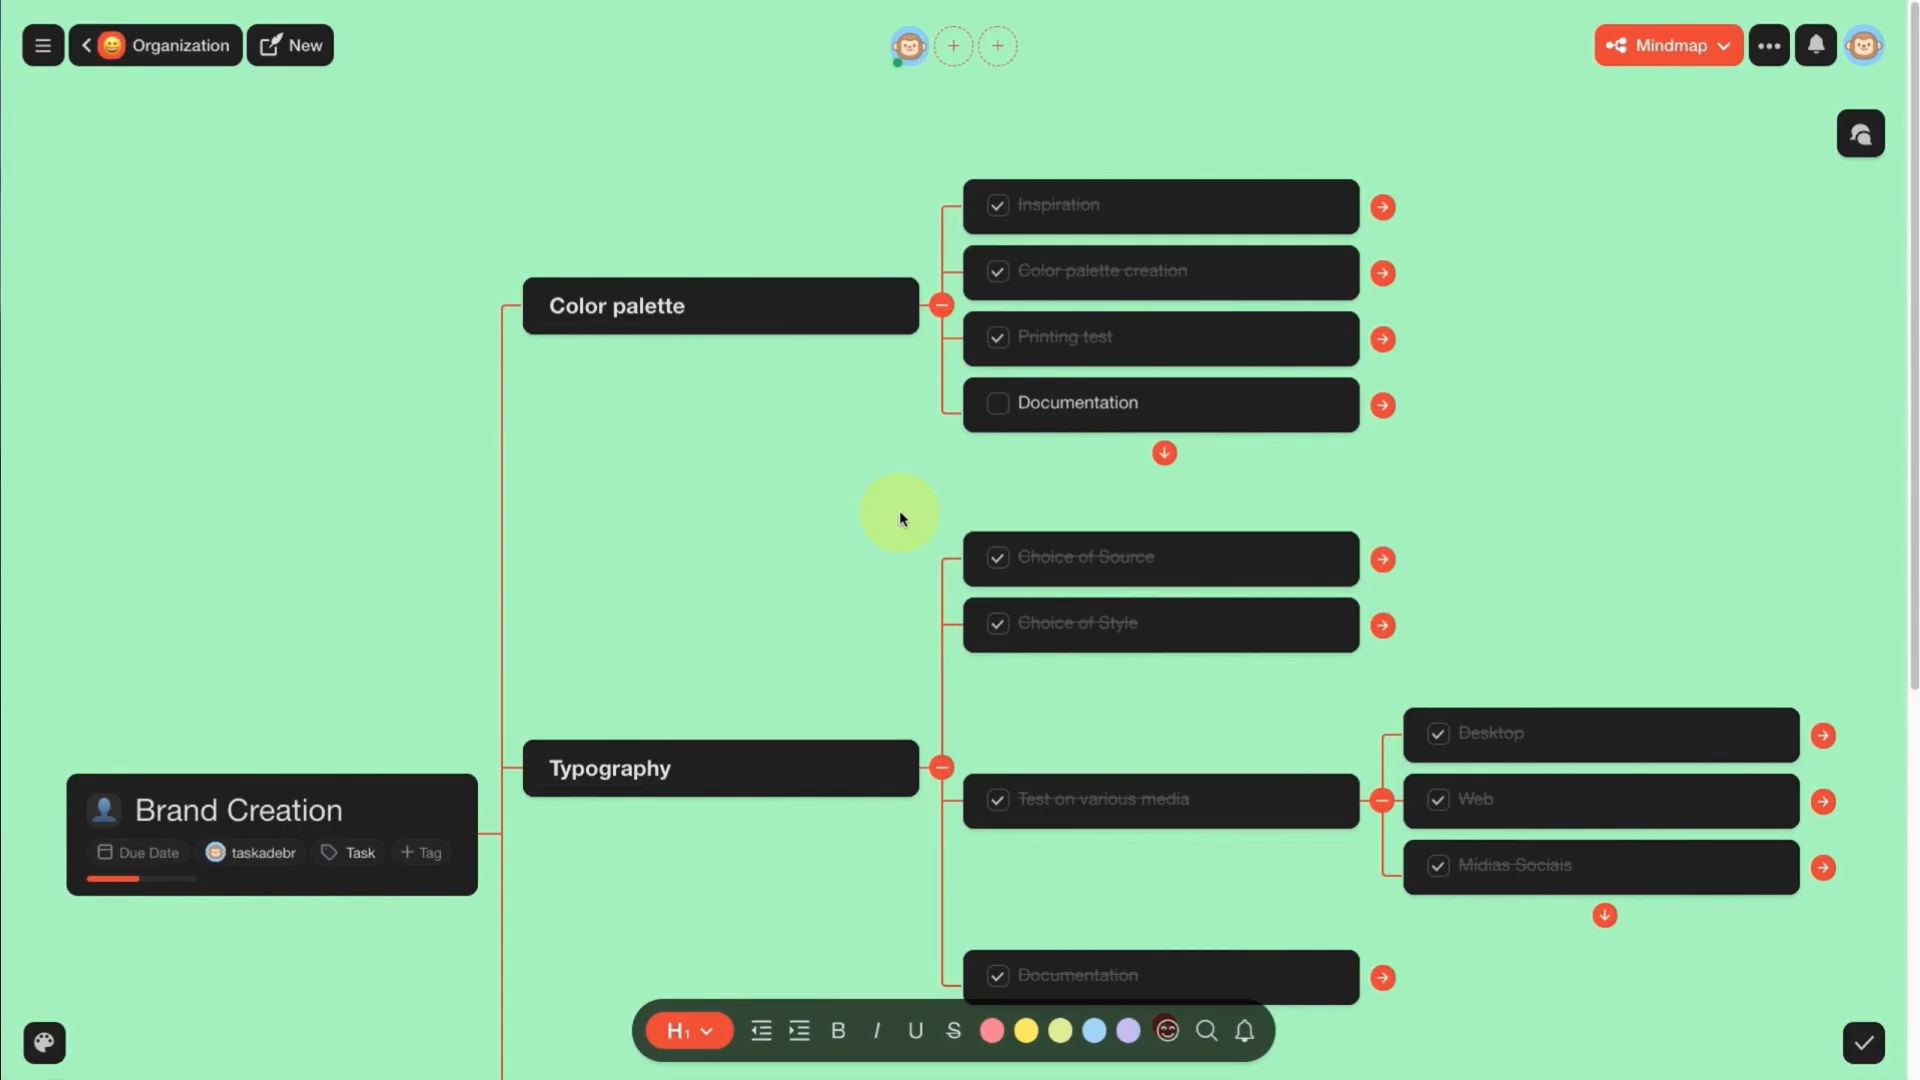 Organization
New
Mindmap
Inspiration
Color palette creation
Color palette
Printing test
Documentation
Choice of Source
Choice of Style
Desktop
Typography
Test on various media
Web
Brand Creation
Due Date taskadebr Task + Tag
Mídias Sociais
Documentation
H1 B I U S